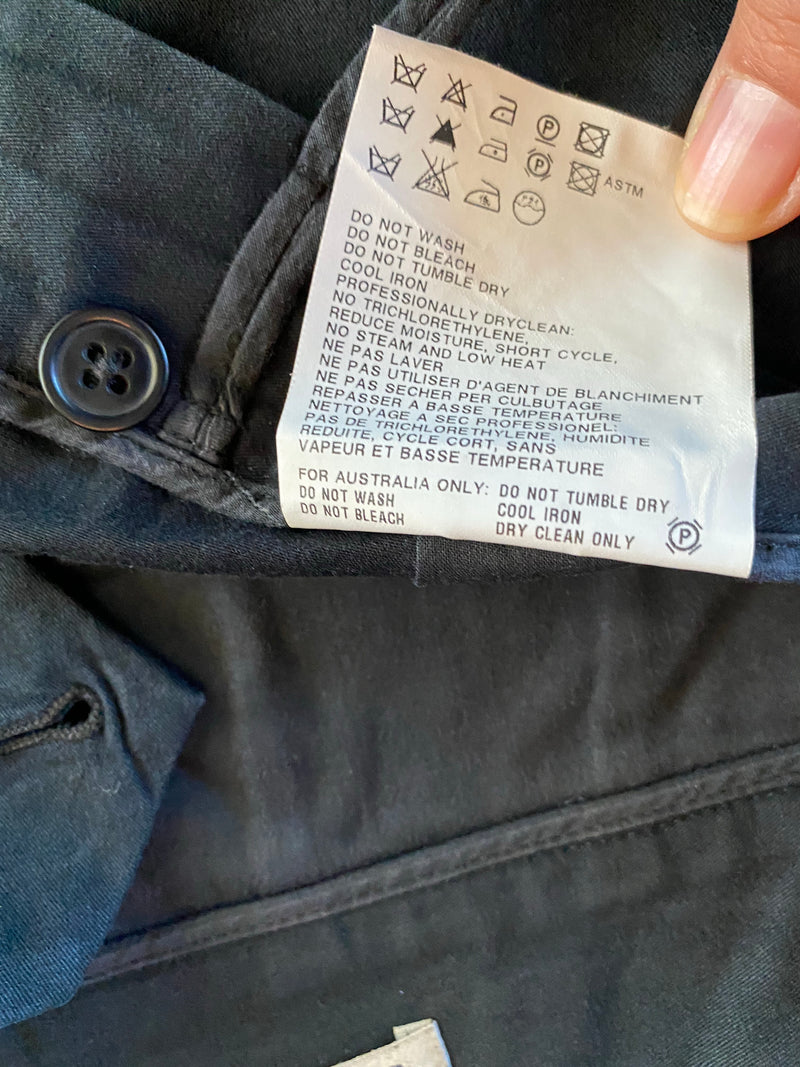 P
P ASTM
DO NOT WASH
DO NOT BLEACH
DO NOT TUMBLE DRY
COOL IRON
PROFESSIONALLY DRYCLEAN:
NO TRICHLORETHYLENE,
REDUCE MOISTURE, SHORT CYCLE,
NO STEAM AND LOW HEAT
NE PAS LAVER
NE PAS UTILISER D'AGENT DE BLANCHIMENT
NE PAS SECHER PER CULBUTAGE
REPASSER A BASSE TEMPERATURE
NETTOYAGE A SEC PROFESSIONEL:
PAS DE TRICHLORETHYLENE, HUMIDITE
REDUITE, CYCLE CORT, SANS
VAPEUR ET BASSE TEMPERATURE
FOR AUSTRALIA ONLY: DO NOT TUMBLE DRY
DO NOT WASH COOL IRON
DO NOT BLEACH DRY CLEAN ONLY P